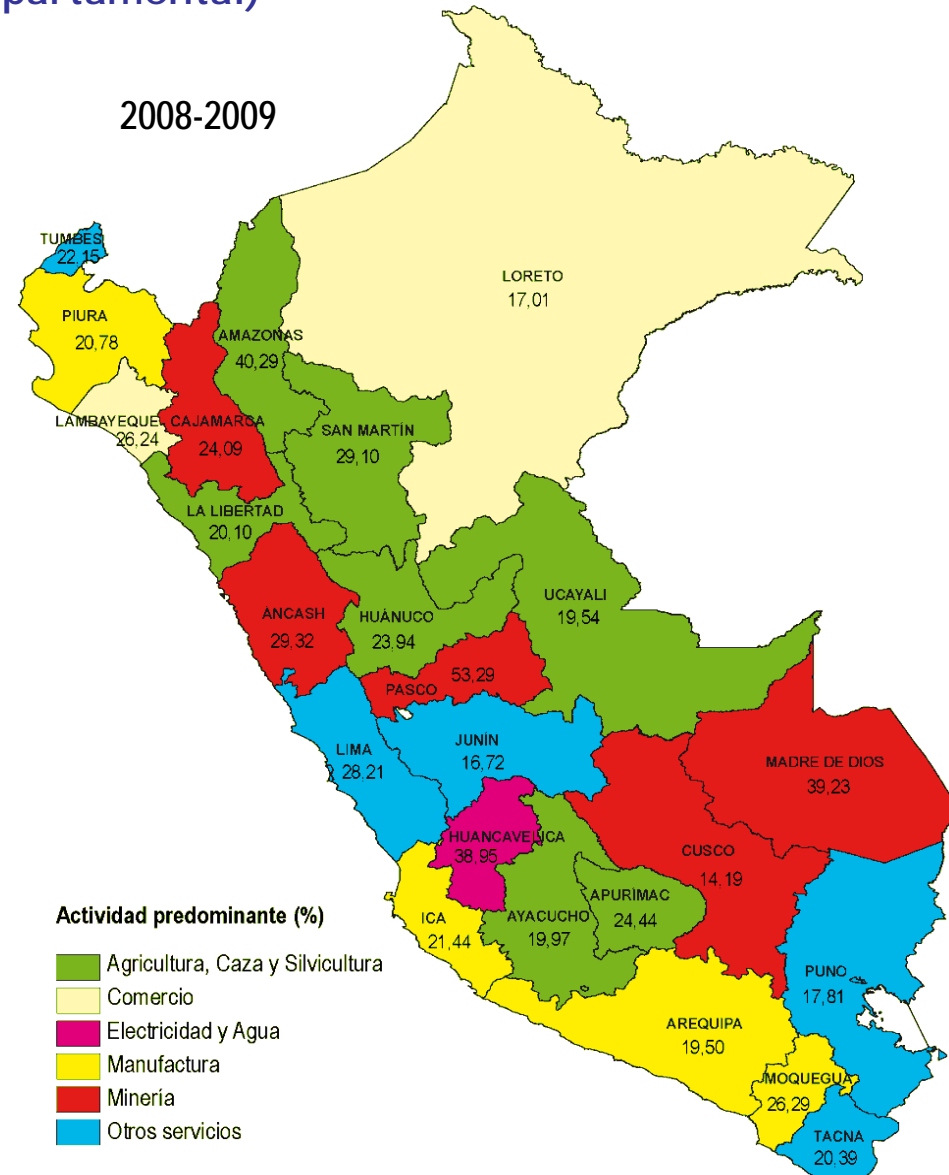 partamental)
2008-2009
LORETO
17,01
TUMBES
22,15
PIURA
20,78
AMAZONAS
40,29
LAMBAYEQUE
26,24
CAJAMARCA
24,09
SAN MARTÍN
29,10
LA LIBERTAD
20,10
UCAYALI
19,54
ANCASH
29,32
HUÁNUCO
23,94
PASCO
53,29
LIMA
28,21
JUNÍN
16,72
MADRE DE DIOS
39,23
HUANCAVELICA
38,95
CUSCO
14,19
APURÍMAC
24,44
ICA
21,44
AYACUCHO
19,97
PUNO
17,81
AREQUIPA
19,50
MOQUEGUA
26,29
TACNA
20,39
Actividad predominante (%)
Agricultura, Caza y Silvicultura
Comercio
Electricidad y Agua
Manufactura
Minería
Otros servicios